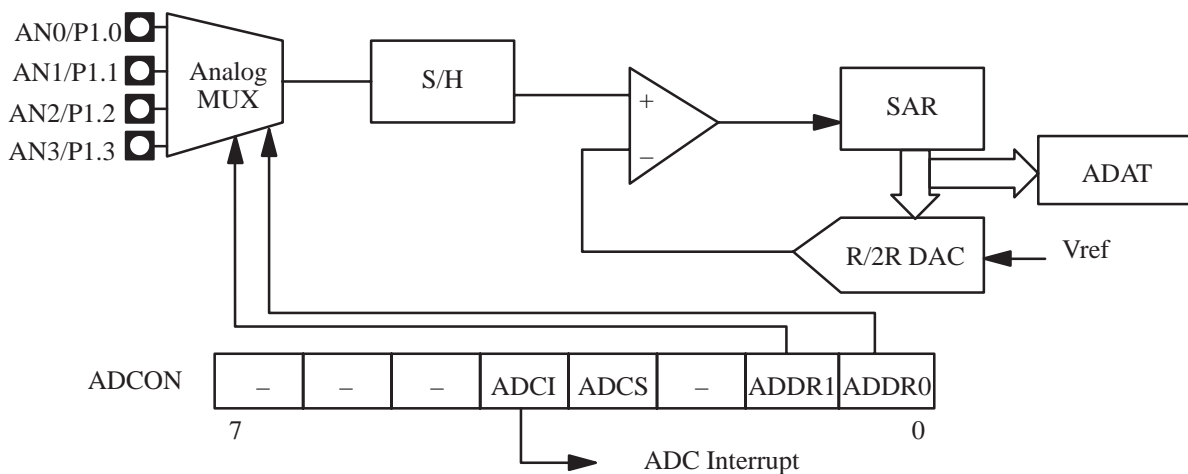 AN0/P1.0
AN1/P1.1
AN2/P1.2
AN3/P1.3
Analog
MUX
S/H
+
–
SAR
ADAT
R/2R DAC
Vref
ADCON
– – – ADCI ADCS – ADDR1 ADDR0
7 0
ADC Interrupt